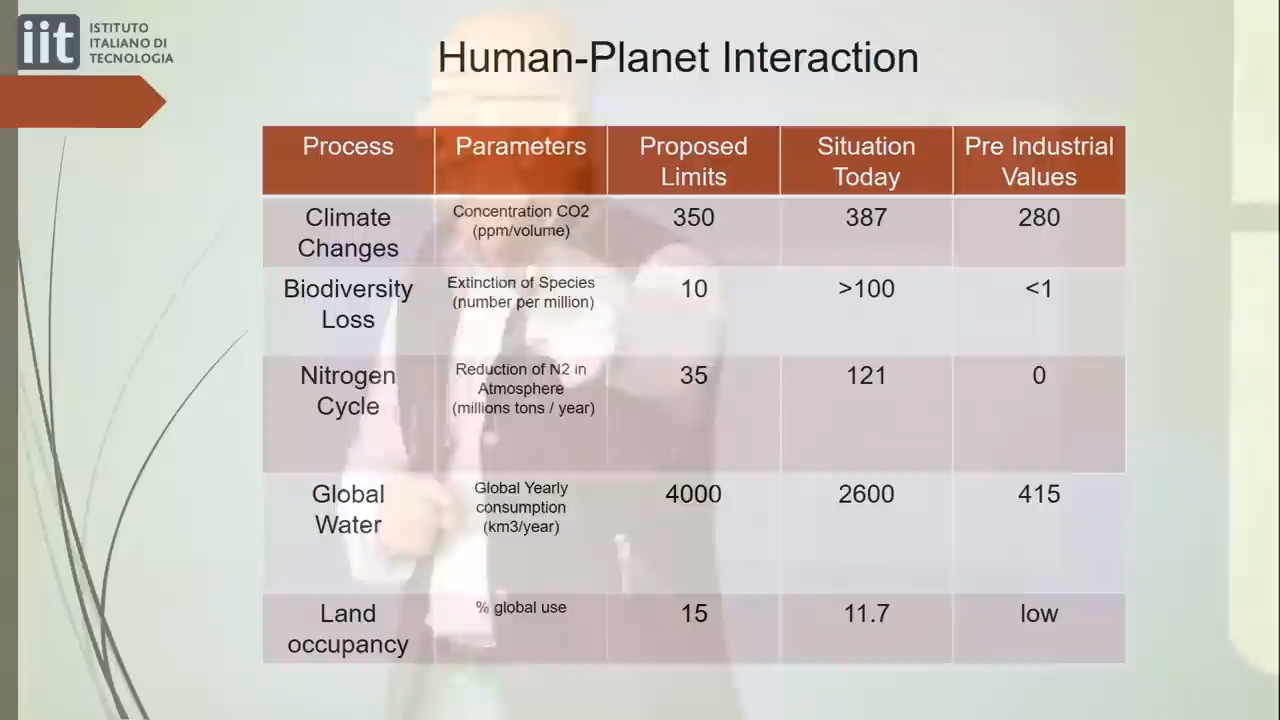 iit ISTITUTO
ITALIANO DI
TECNOLOGIA
Human-Planet Interaction
Process Parameters Proposed Limits Situation Today Pre Industrial Values
Climate Changes Concentration CO2 (ppm/volume) 350 387 280
Biodiversity Loss Extinction of Species (number per million) 10 >100 <1
Nitrogen Cycle Reduction of N2 in Atmosphere (millions tons / year) 35 121 0
Global Water Global Yearly consumption (km3/year) 4000 2600 415
Land occupancy % global use 15 11.7 low